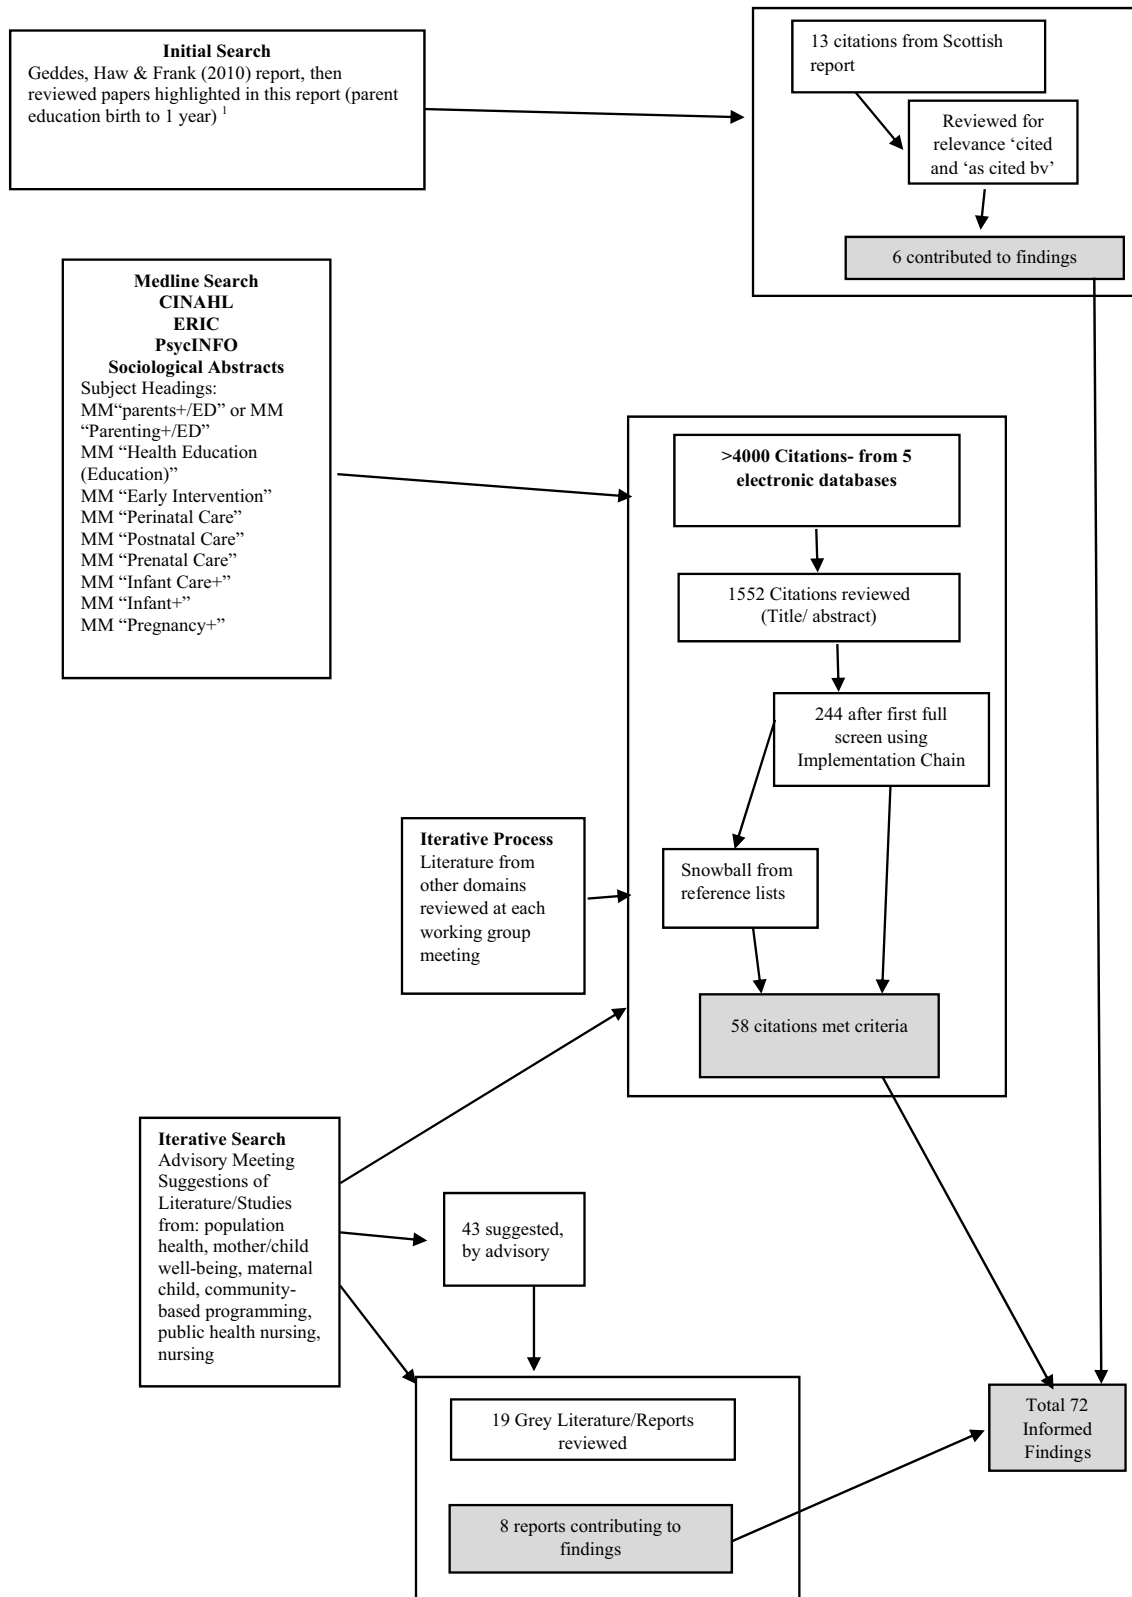 Initial Search
Geddes, Haw & Frank (2010) report, then
reviewed papers highlighted in this report (parent
education birth to 1 year) 1
13 citations from Scottish
report
Reviewed for
relevance ‘cited
and ‘as cited bv’
6 contributed to findings
Medline Search
CINAHL
ERIC
PsycINFO
Sociological Abstracts
Subject Headings:
MM“parents+/ED” or MM
“Parenting+/ED”
MM “Health Education
(Education)”
MM “Early Intervention”
MM “Perinatal Care”
MM “Postnatal Care”
MM “Prenatal Care”
MM “Infant Care+”
MM “Infant+”
MM “Pregnancy+”
>4000 Citations- from 5
electronic databases
1552 Citations reviewed
(Title/ abstract)
244 after first full
screen using
Implementation Chain
Iterative Process
Literature from
other domains
reviewed at each
working group
meeting
Snowball from
reference lists
58 citations met criteria
Iterative Search
Advisory Meeting
Suggestions of
Literature/Studies
from: population
health, mother/child
well-being, maternal
child, community-
based programming,
public health nursing,
nursing
43 suggested,
by advisory
19 Grey Literature/Reports
reviewed
8 reports contributing to
findings
Total 72
Informed
Findings